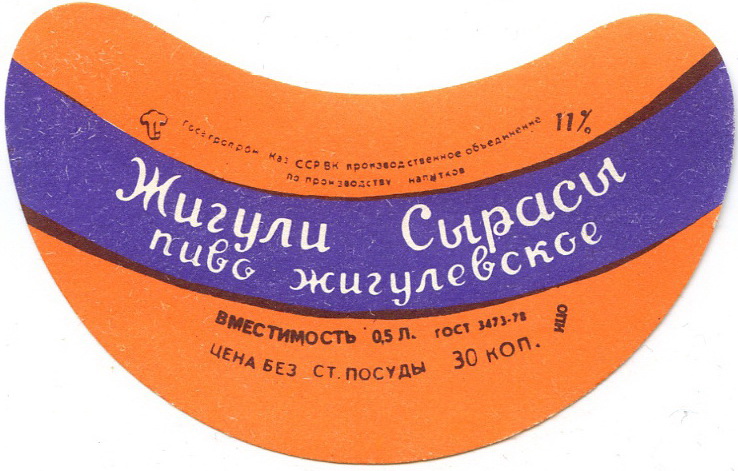 Госагропром Каз ССР ВК производственное объединение
по производству напитков
11%
Жигули Сырасы
пиво жигулевское
ВМЕСТИМОСТЬ 0,5 Л. ГОСТ 3473-78
ЦЕНА БЕЗ СТ. ПОСУДЫ 30 КОП.